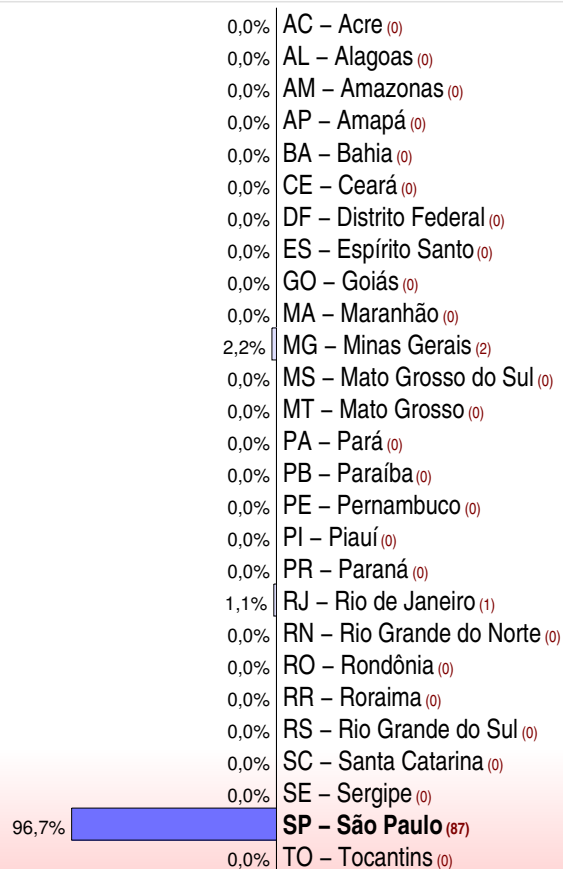 0,0% AC – Acre (0)
0,0% AL – Alagoas (0)
0,0% AM – Amazonas (0)
0,0% AP – Amapá (0)
0,0% BA – Bahia (0)
0,0% CE – Ceará (0)
0,0% DF – Distrito Federal (0)
0,0% ES – Espírito Santo (0)
0,0% GO – Goiás (0)
0,0% MA – Maranhão (0)
2,2% MG – Minas Gerais (2)
0,0% MS – Mato Grosso do Sul (0)
0,0% MT – Mato Grosso (0)
0,0% PA – Pará (0)
0,0% PB – Paraíba (0)
0,0% PE – Pernambuco (0)
0,0% PI – Piauí (0)
0,0% PR – Paraná (0)
1,1% RJ – Rio de Janeiro (1)
0,0% RN – Rio Grande do Norte (0)
0,0% RO – Rondônia (0)
0,0% RR – Roraima (0)
0,0% RS – Rio Grande do Sul (0)
0,0% SC – Santa Catarina (0)
0,0% SE – Sergipe (0)
96,7% SP – São Paulo (87)
0,0% TO – Tocantins (0)